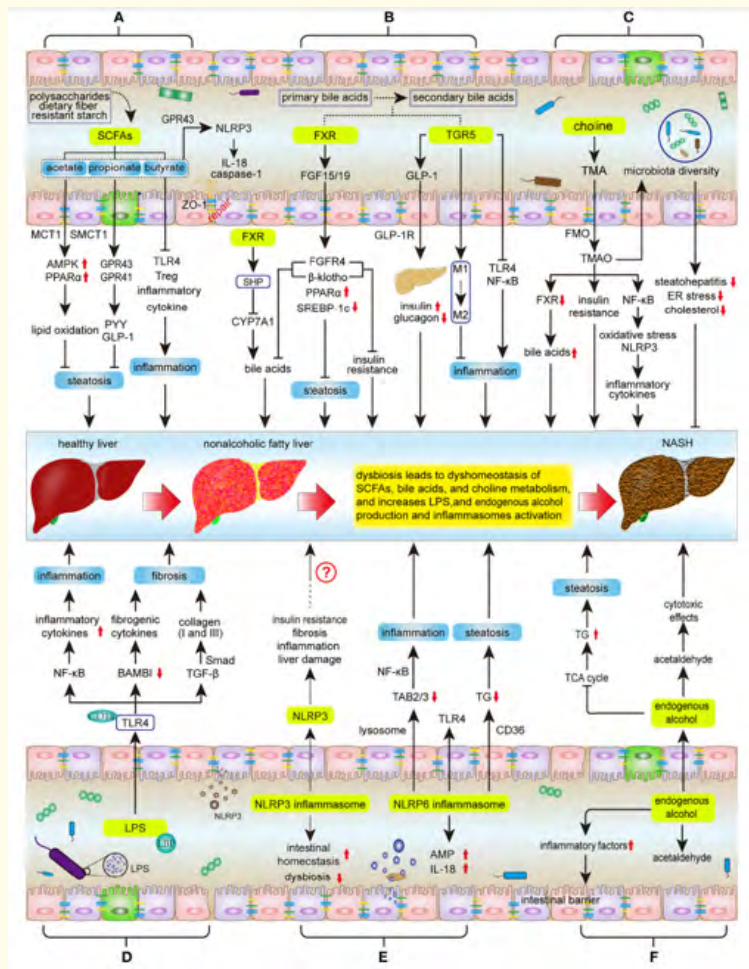 A
B
C
polysaccharides
dietary fiber
resistant starch
SCFAs
GPR43
NLRP3
IL-18
caspase-1
acetate
propionate
butyrate
primary bile acids
secondary bile acids
FXR
TGR5
FGF15/19
GLP-1
choline
TMA
microbiota diversity
ZO-1
repair
MCT1
SMCT1
AMPK
PPARα
lipid oxidation
GPR43
GPR41
PYY
GLP-1
steatosis
TLR4
Treg
inflammatory
cytokine
inflammation
FXR
SHP
CYP7A1
bile acids
FGFR4
β-klotho
PPARα
SREBP-1c
insulin
resistance
steatosis
GLP-1R
insulin
glucagon
M1
M2
TLR4
NF-κB
inflammation
FMO
TMAO
FXR
bile acids
insulin
resistance
NF-κB
oxidative stress
NLRP3
inflammatory
cytokines
steatohepatitis
ER stress
cholesterol
healthy liver
nonalcoholic fatty liver
dysbiosis leads to dyshomeostasis of
SCFAs, bile acids, and choline metabolism,
and increases LPS,and endogenous alcohol
production and inflammasomes activation
NASH
inflammation
fibrosis
inflammatory
cytokines
NF-κB
fibrogenic
cytokines
BAMBI
collagen
(I and III)
Smad
TGF-β
TLR4
LPS
LPS
NLRP3
?
insulin resistance
fibrosis
inflammation
liver damage
NLRP3
NLRP3 inflammasome
intestinal
homeostasis
dysbiosis
inflammation
NF-κB
TAB2/3
lysosome
TLR4
steatosis
TG
CD36
NLRP6 inflammasome
AMP
IL-18
steatosis
TG
TCA cycle
cytotoxic
effects
acetaldehyde
endogenous
alcohol
endogenous
alcohol
inflammatory factors
acetaldehyde
intestinal barrier
D
E
F